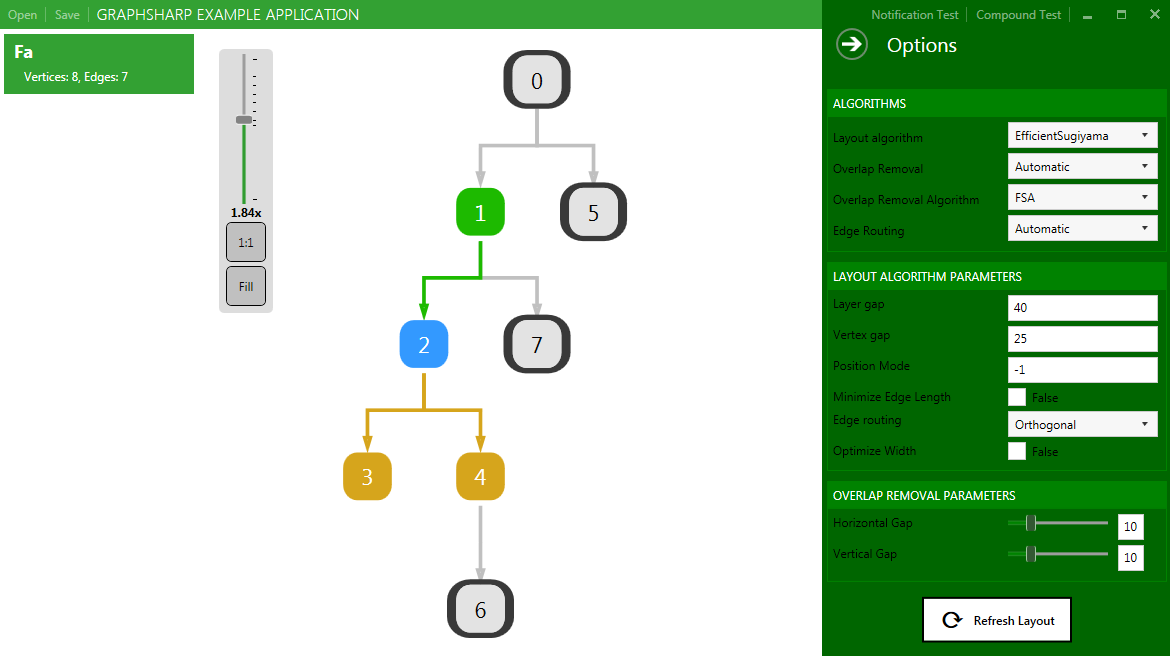 Open Save GRAPHSHARP EXAMPLE APPLICATION
Notification Test Compound Test
Fa
Vertices: 8, Edges: 7
1.84x
1:1
Fill
0
1
5
2
7
3
4
6
Options
ALGORITHMS
Layout algorithm EfficientSugiyama
Overlap Removal Automatic
Overlap Removal Algorithm FSA
Edge Routing Automatic
LAYOUT ALGORITHM PARAMETERS
Layer gap 40
Vertex gap 25
Position Mode -1
Minimize Edge Length False
Edge routing Orthogonal
Optimize Width False
OVERLAP REMOVAL PARAMETERS
Horizontal Gap 10
Vertical Gap 10
Refresh Layout